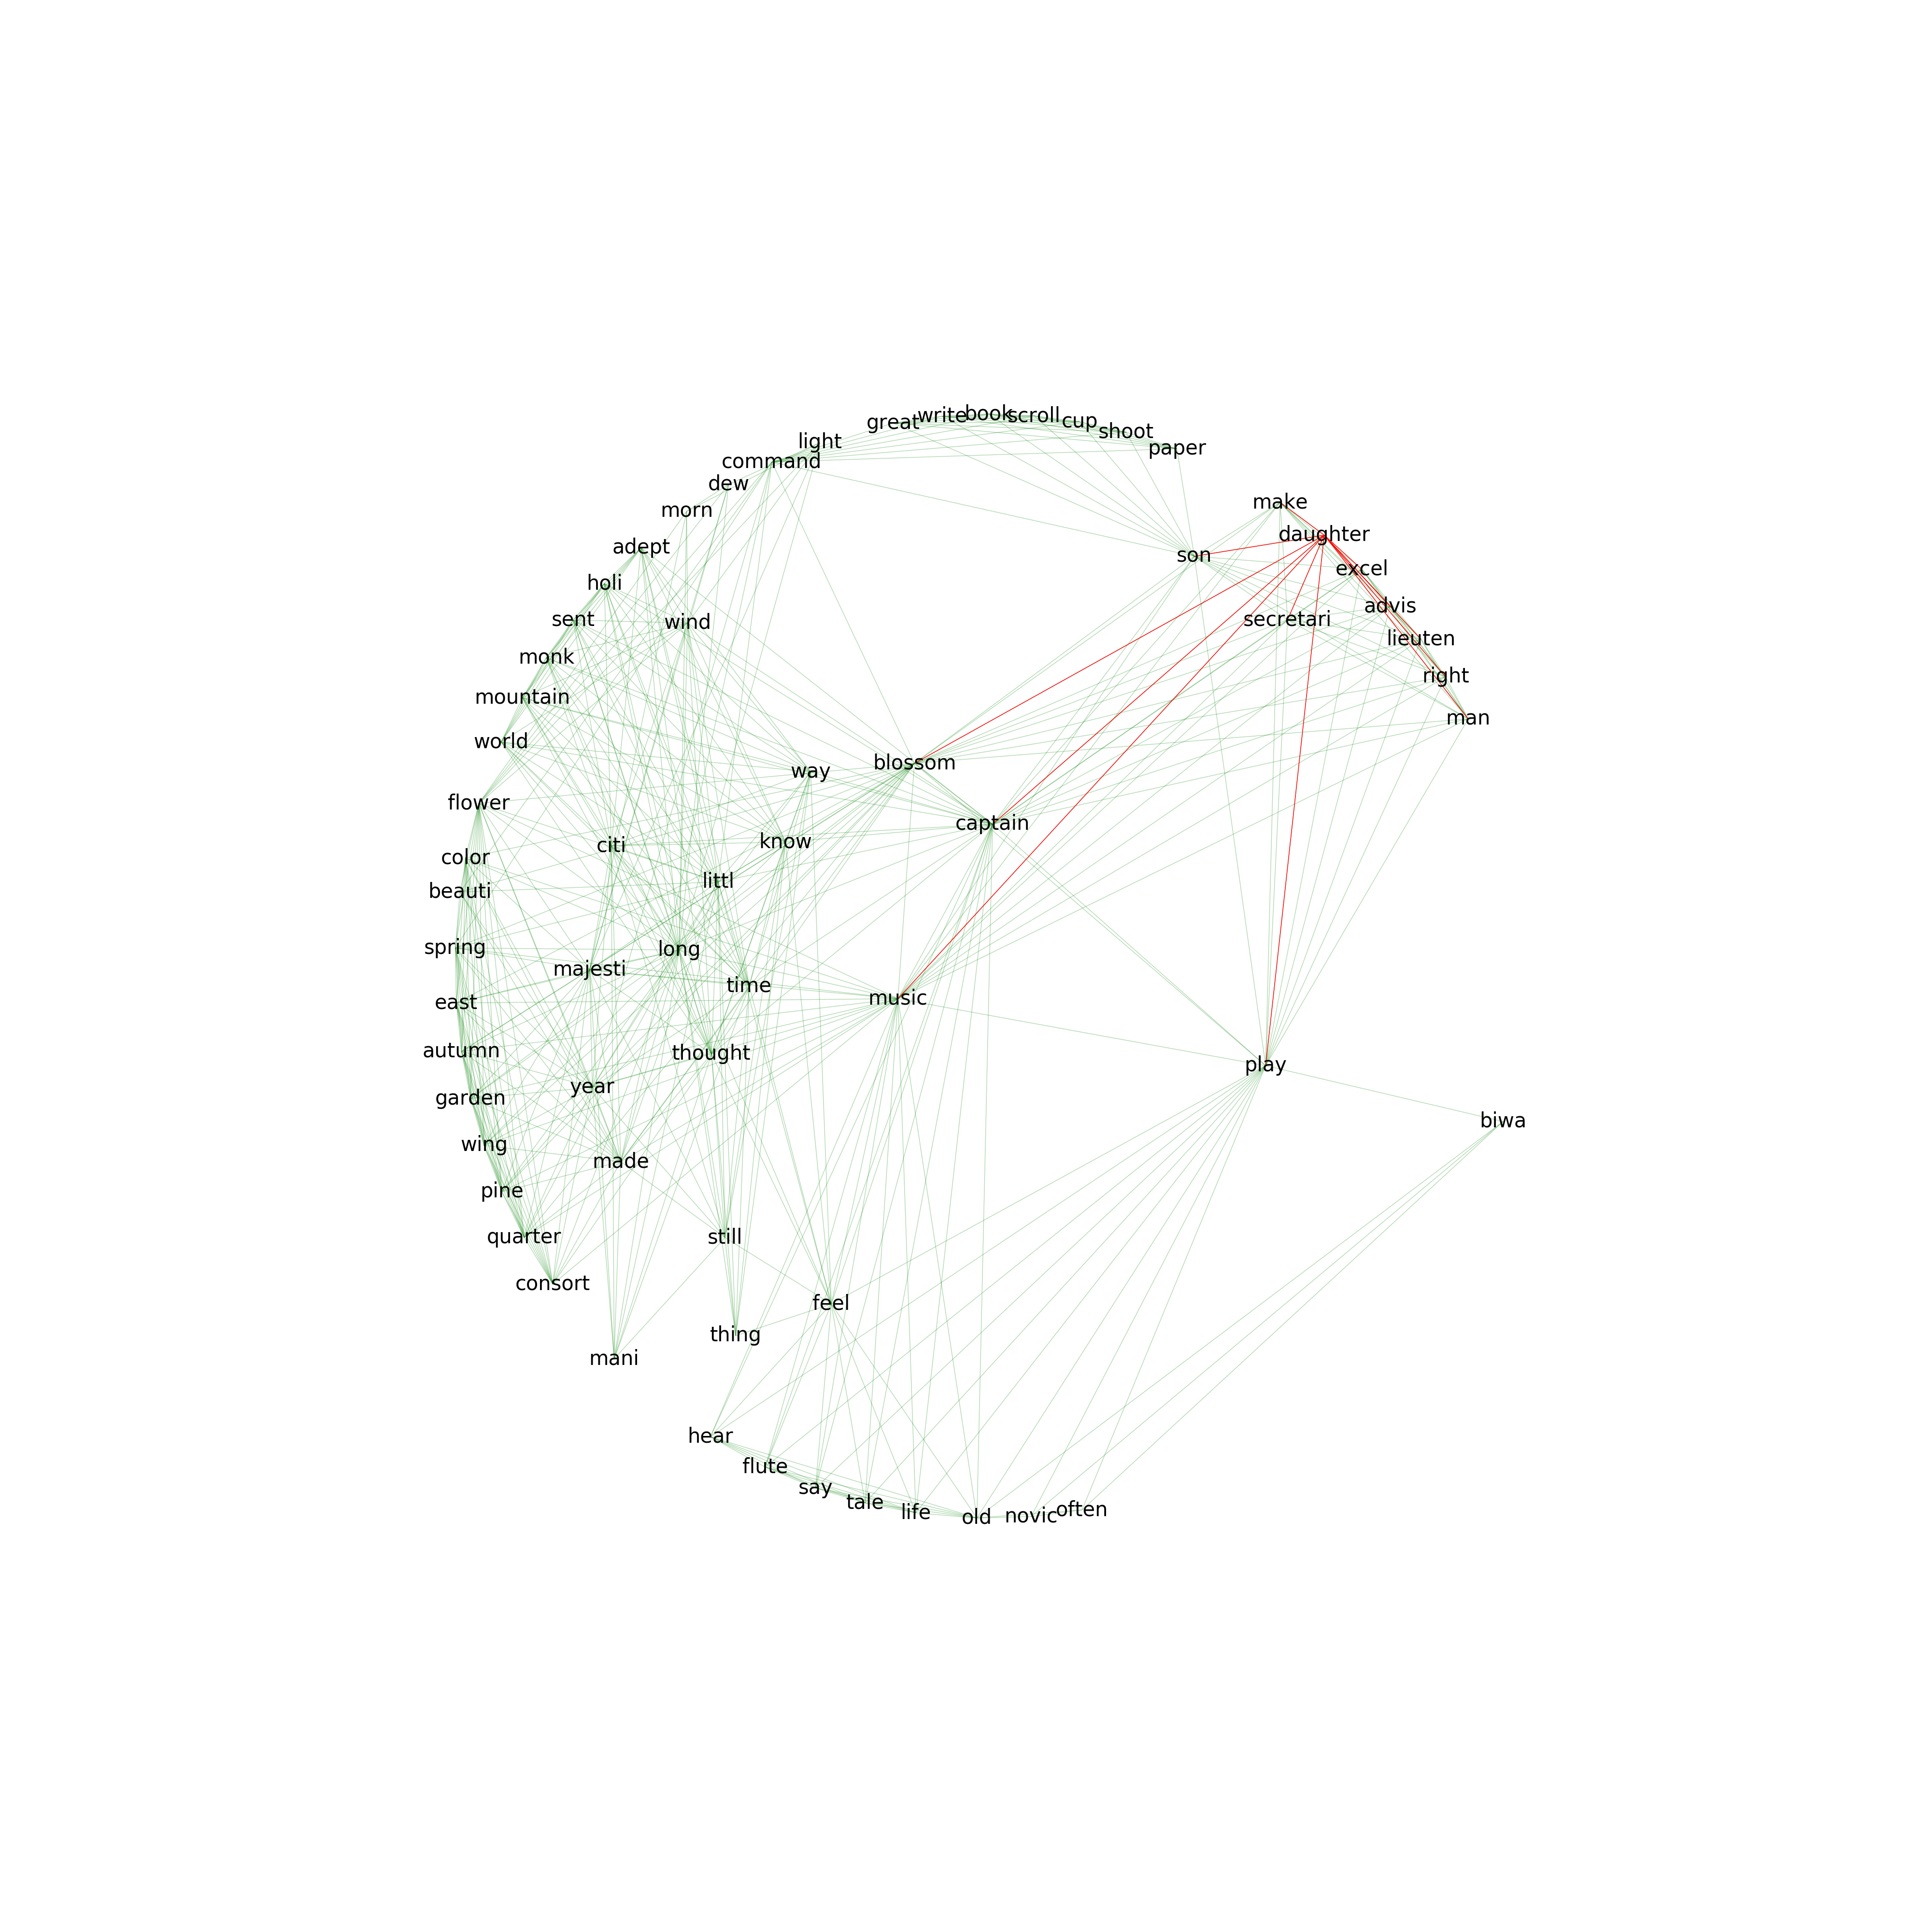 great
write
book
scroll
cup
shoot
paper
light
command
dew
morn
make
daughter
adept
son
excel
holi
advis
sent
wind
secretari
lieuten
monk
right
mountain
man
world
way
blossom
flower
captain
know
citi
color
littl
beauti
spring
long
majesti
time
music
east
autumn
thought
play
year
garden
biwa
wing
made
pine
quarter
still
consort
feel
thing
mani
hear
flute
say
tale
life
old
novic
often